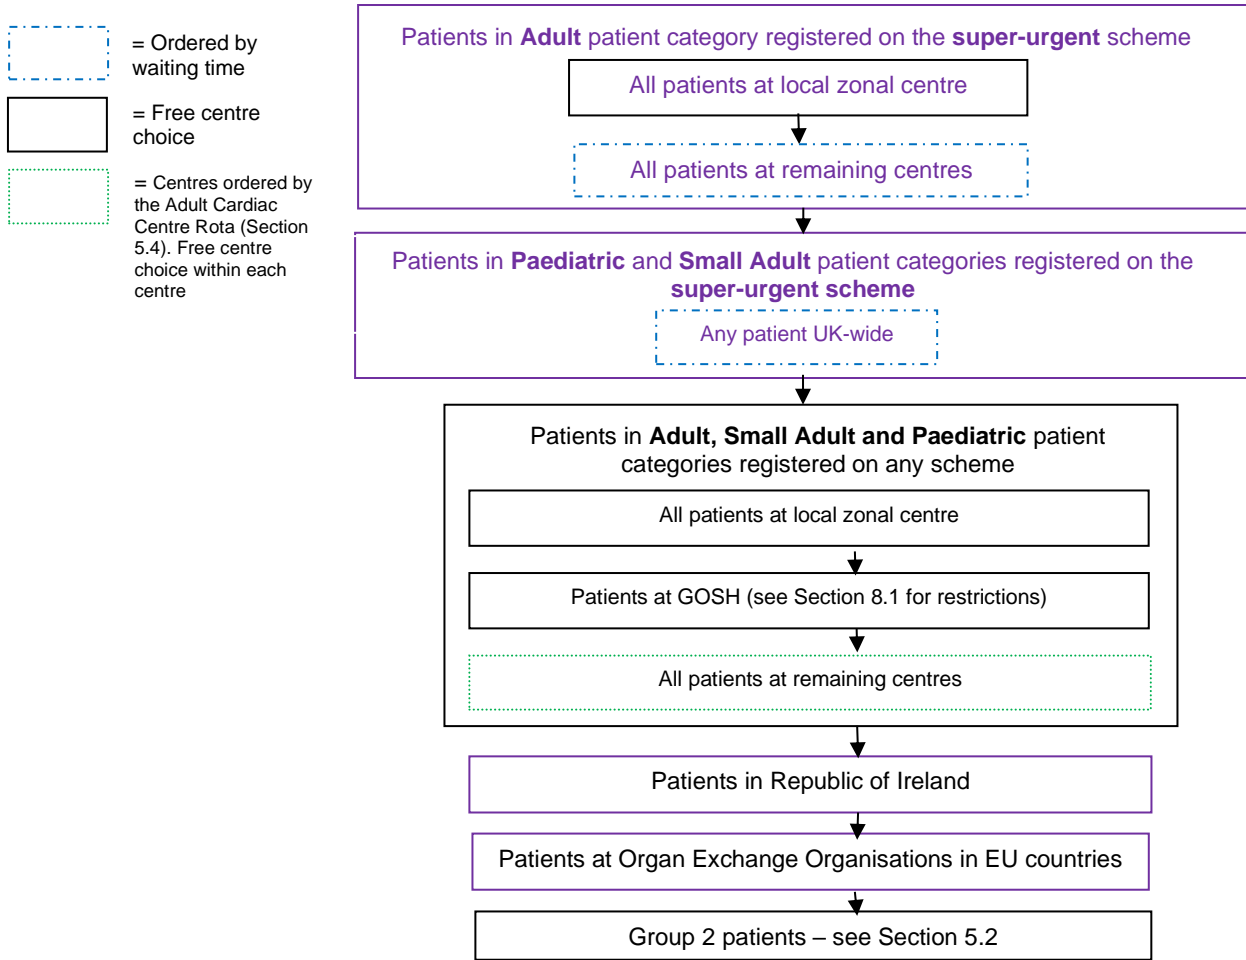 = Ordered by
waiting time
= Free centre
choice
= Centres ordered by
the Adult Cardiac
Centre Rota (Section
5.4). Free centre
choice within each
centre
Patients in Adult patient category registered on the super-urgent scheme
All patients at local zonal centre
All patients at remaining centres
Patients in Paediatric and Small Adult patient categories registered on the
super-urgent scheme
Any patient UK-wide
Patients in Adult, Small Adult and Paediatric patient
categories registered on any scheme
All patients at local zonal centre
Patients at GOSH (see Section 8.1 for restrictions)
All patients at remaining centres
Patients in Republic of Ireland
Patients at Organ Exchange Organisations in EU countries
Group 2 patients – see Section 5.2